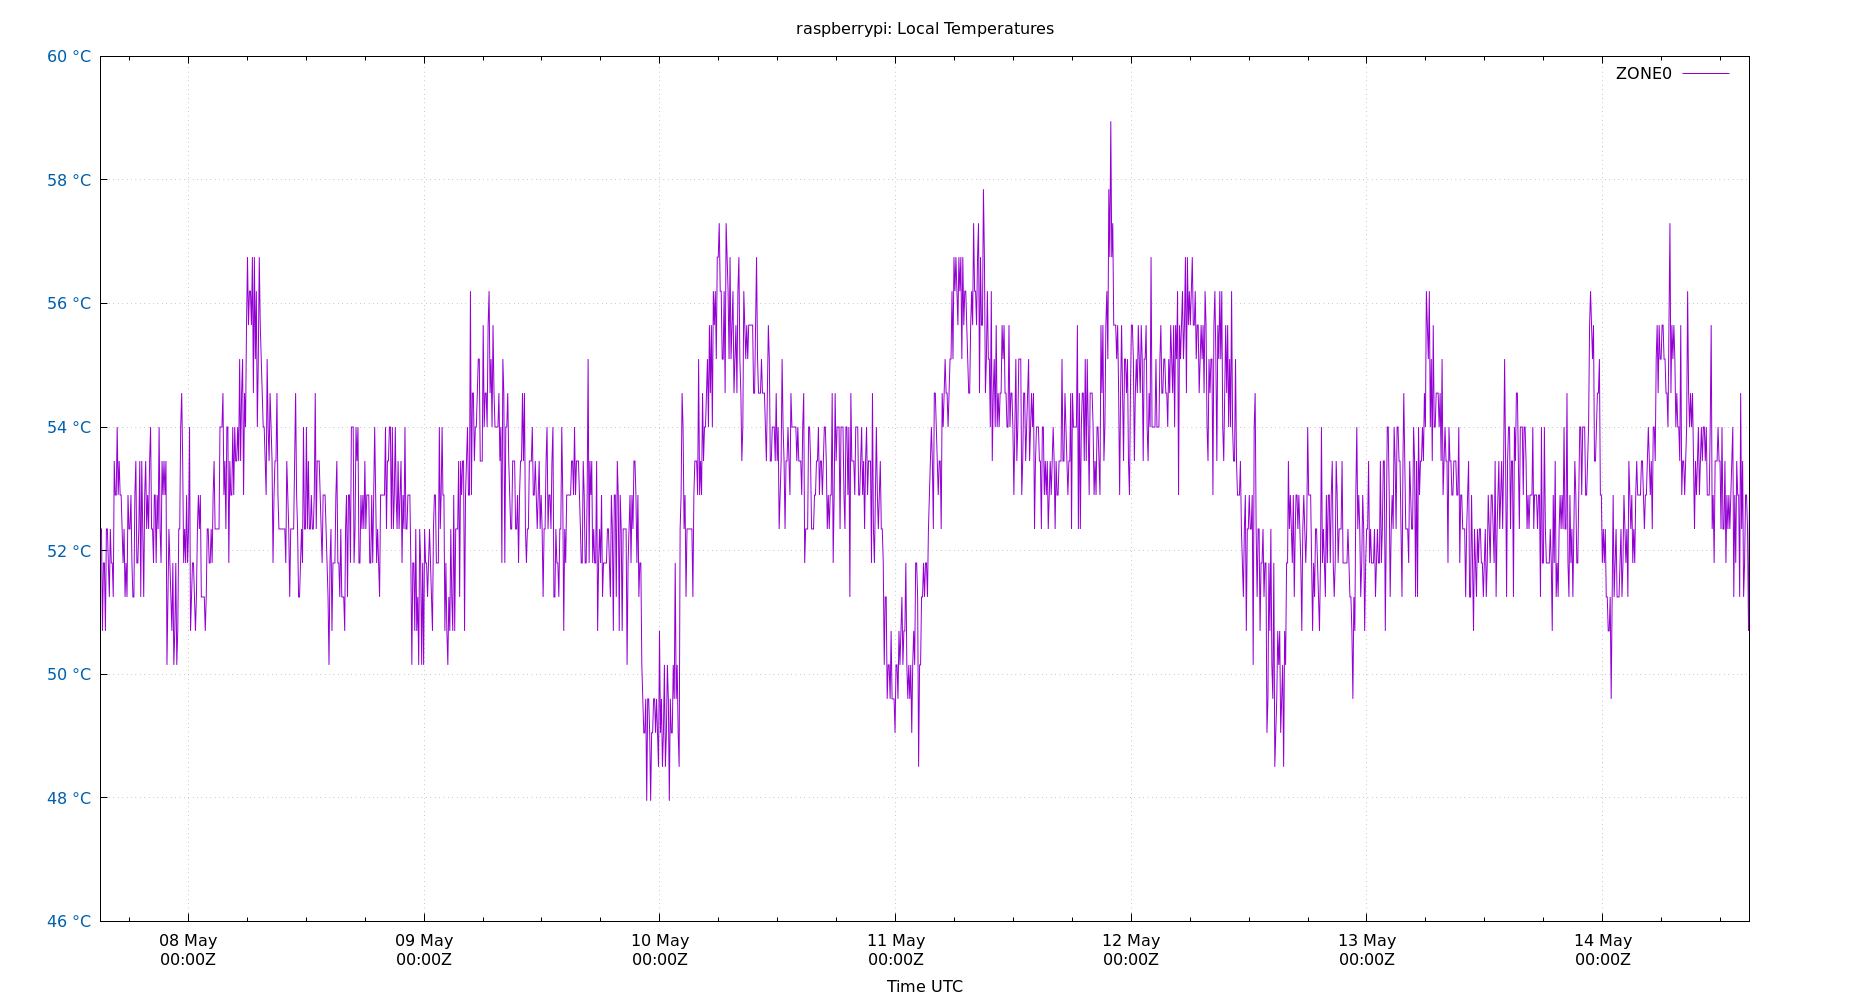 raspberrypi: Local Temperatures
60 °C
ZONE0
58 °C
56 °C
54 °C
52 °C
50 °C
48 °C
46 °C
08 May 09 May 10 May 11 May 12 May 13 May 14 May
00:00Z 00:00Z 00:00Z 00:00Z 00:00Z 00:00Z 00:00Z
Time UTC